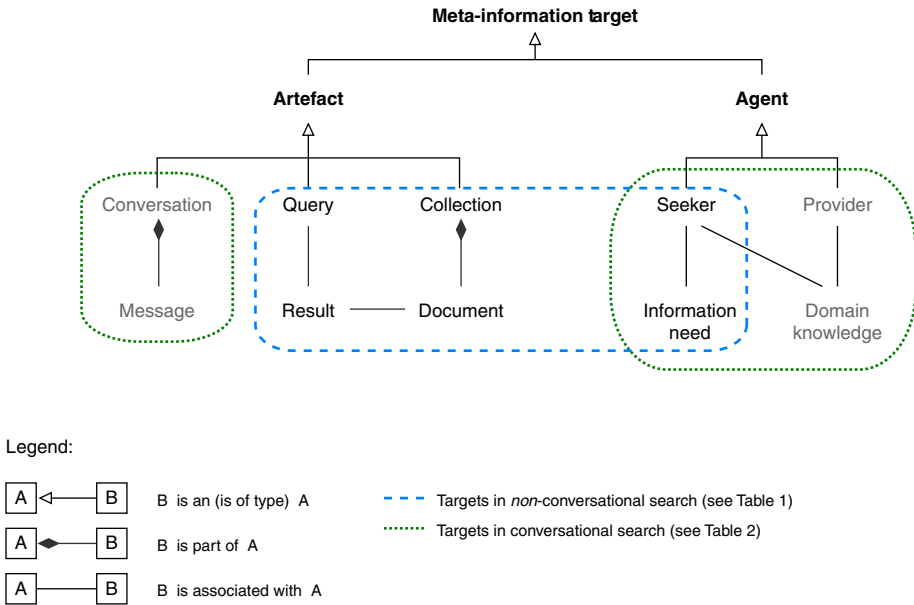 Meta-information target
Artefact
Agent
Conversation
Query
Collection
Seeker
Provider
Message
Result
Document
Information
need
Domain
knowledge
Legend:
A
B
B is an (is of type) A
Targets in non-conversational search (see Table 1)
A
B
B is part of A
Targets in conversational search (see Table 2)
A
B
B is associated with A